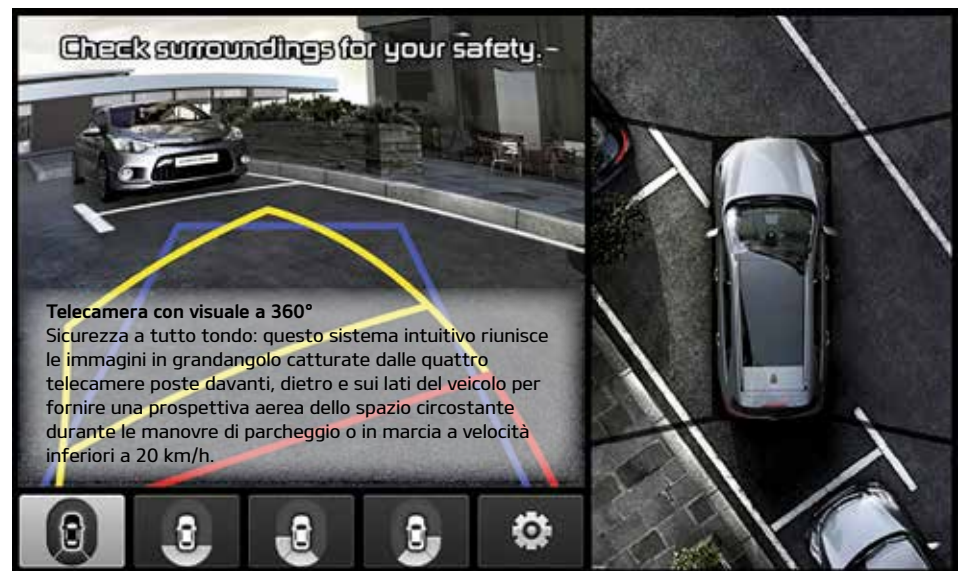 Check surroundings for your safety.
Telecamera con visuale a 360°
Sicurezza a tutto tondo: questo sistema intuitivo riunisce
le immagini in grandangolo catturate dalle quattro
telecamere poste davanti, dietro e sui lati del veicolo per
fornire una prospettiva aerea dello spazio circostante
durante le manovre di parcheggio o in marcia a velocità
inferiori a 20 km/h.